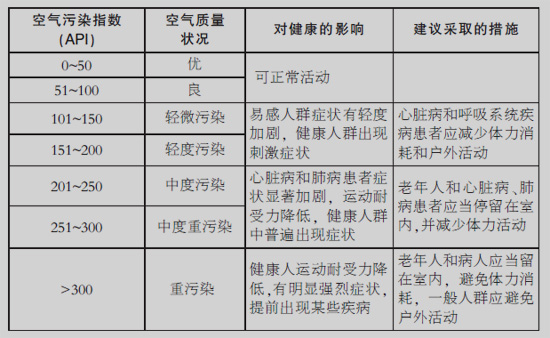 空气污染指数
(API)
空气质量
状况
对健康的影响
建议采取的措施
0~50
优
可正常活动
51~100
良
101~150
轻微污染
易感人群症状有轻度
加剧，健康人群出现
刺激症状
心脏病和呼吸系统疾
病患者应减少体力消
耗和户外活动
151~200
轻度污染
201~250
中度污染
心脏病和肺病患者症
状显著加剧，运动耐
受力降低，健康人群
中普遍出现症状
老年人和心脏病、肺
病患者应当停留在室
内,并减少体力活动
251~300
中度重污染
>300
重污染
健康人运动耐受力降
低,有明显强烈症状,
提前出现某些疾病
老年人和病人应当留
在室内，避免体力消
耗，一般人群应避免
户外活动